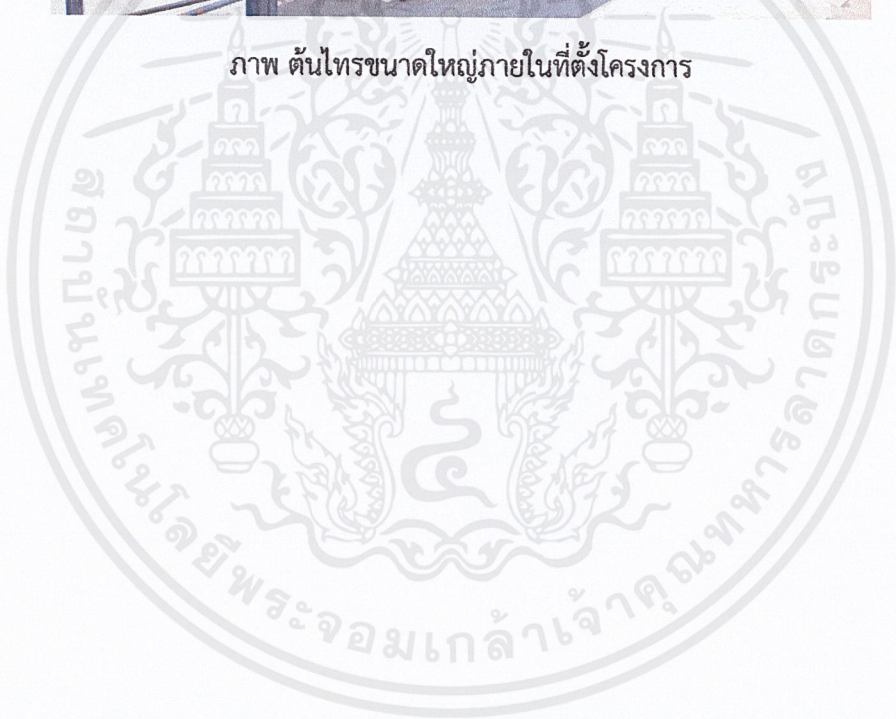 ภาพ ต้นไทรขนาดใหญ่ภายในที่ตั้งโครงการ
สถาบันเทคโนโลยีพระจอมเกล้าเจ้าคุณทหารลาดกระบัง
๔